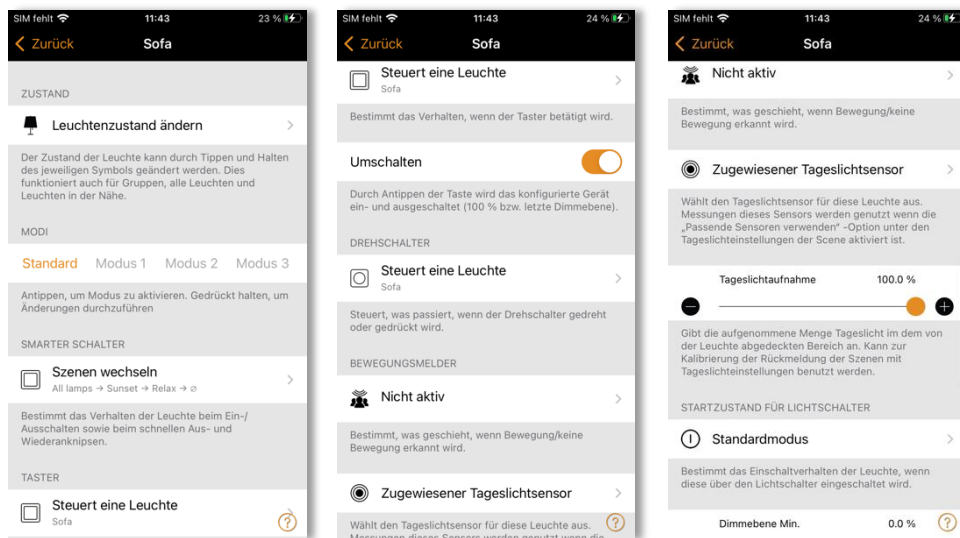 SIM fehlt 11:43 23 %
Zurück Sofa
ZUSTAND
Leuchtenzustand ändern
Der Zustand der Leuchte kann durch Tippen und Halten
des jeweiligen Symbols geändert werden. Dies
funktioniert auch für Gruppen, alle Leuchten und
Leuchten in der Nähe.
MODI
Standard Modus 1 Modus 2 Modus 3
Antippen, um Modus zu aktivieren. Gedrückt halten, um
Änderungen durchzuführen
SMARTER SCHALTER
Szenen wechseln
All lamps → Sunset → Relax → ∅
Bestimmt das Verhalten der Leuchte beim Ein-/
Ausschalten sowie beim schnellen Aus- und
Wiederanknipsen.
TASTER
Steuert eine Leuchte
Sofa
?
SIM fehlt 11:43 24 %
Zurück Sofa
Steuert eine Leuchte
Sofa
Bestimmt das Verhalten, wenn der Taster betätigt wird.
Umschalten
Durch Antippen der Taste wird das konfigurierte Gerät
ein- und ausgeschaltet (100 % bzw. letzte Dimmebene).
DREHSCHALTER
Steuert eine Leuchte
Sofa
Steuert, was passiert, wenn der Drehschalter gedreht
oder gedrückt wird.
BEWEGUNGSMELDER
Nicht aktiv
Bestimmt, was geschieht, wenn Bewegung/keine
Bewegung erkannt wird.
Zugewiesener Tageslichtsensor
Wählt den Tageslichtsensor für diese Leuchte aus.
Messungen dieses Sensors werden genutzt wenn die
?
SIM fehlt 11:43 24 %
Zurück Sofa
Nicht aktiv
Bestimmt, was geschieht, wenn Bewegung/keine
Bewegung erkannt wird.
Zugewiesener Tageslichtsensor
Wählt den Tageslichtsensor für diese Leuchte aus.
Messungen dieses Sensors werden genutzt wenn die
„Passende Sensoren verwenden" -Option unter den
Tageslichteinstellungen der Scene aktiviert ist.
Tageslichtaufnahme 100.0 %
Gibt die aufgenommene Menge Tageslicht im dem von
der Leuchte abgedeckten Bereich an. Kann zur
Kalibrierung der Rückmeldung der Szenen mit
Tageslichteinstellungen benutzt werden.
STARTZUSTAND FÜR LICHTSCHALTER
Standardmodus
Bestimmt das Einschaltverhalten der Leuchte, wenn
diese über den Lichtschalter eingeschaltet wird.
Dimmebene Min. 0.0 %
?